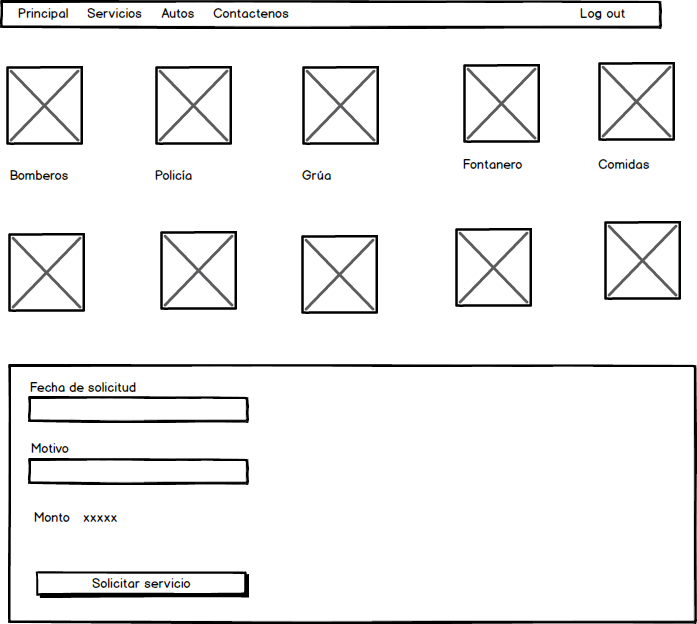 Principal Servicios Autos Contactenos Log out
Bomberos Policía Grúa Fontanero Comidas
Fecha de solicitud
Motivo
Monto xxxxx
Solicitar servicio